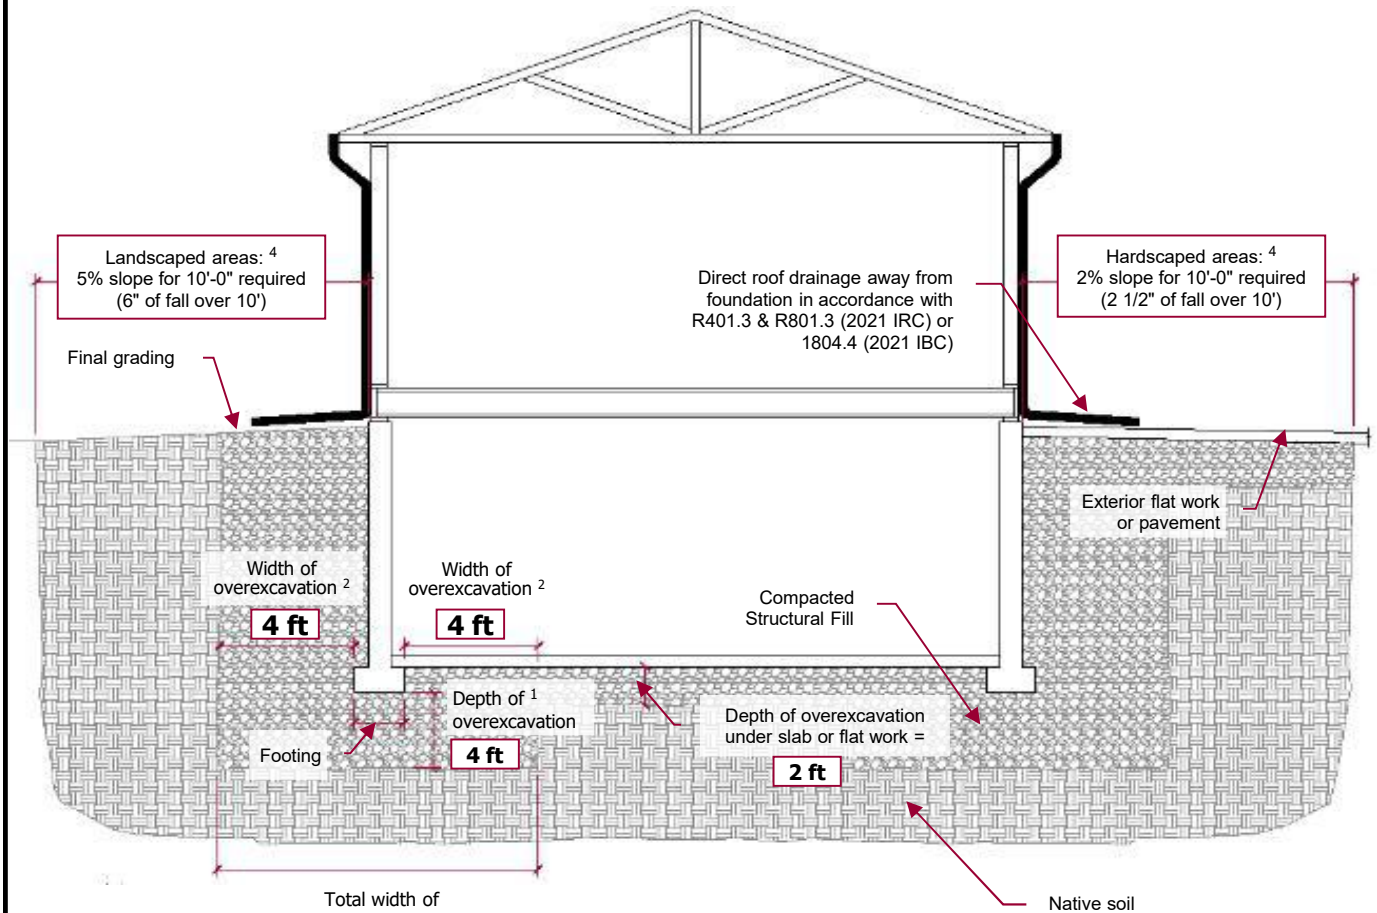 Landscaped areas: 4
5% slope for 10'-0" required
(6" of fall over 10')
Hardscaped areas: 4
2% slope for 10'-0" required
(2 1/2" of fall over 10')
Direct roof drainage away from
foundation in accordance with
R401.3 & R801.3 (2021 IRC) or
1804.4 (2021 IBC)
Final grading
Exterior flat work
or pavement
Width of
overexcavation 2
4 ft
Width of
overexcavation 2
4 ft
Compacted
Structural Fill
Depth of 1
overexcavation
4 ft
Footing
Depth of overexcavation
under slab or flat work =
2 ft
Total width of
Native soil